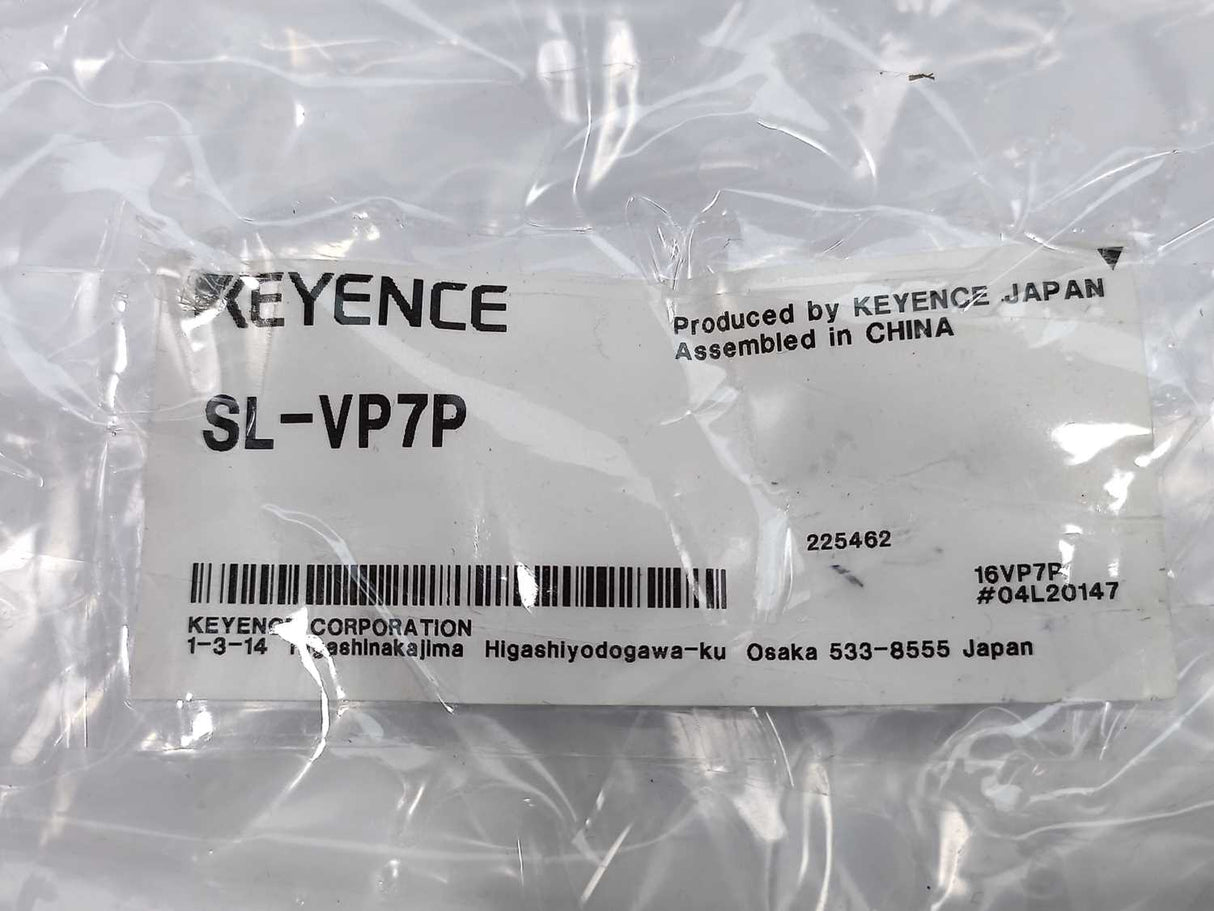 KEYENCE
Produced by KEYENCE JAPAN
Assembled in CHINA
SL-VP7P
225462
16VP7P
#04L20147
KEYENCE CORPORATION
1-3-14 Higashinakajima Higashiyodogawa-ku Osaka 533-8555 Japan